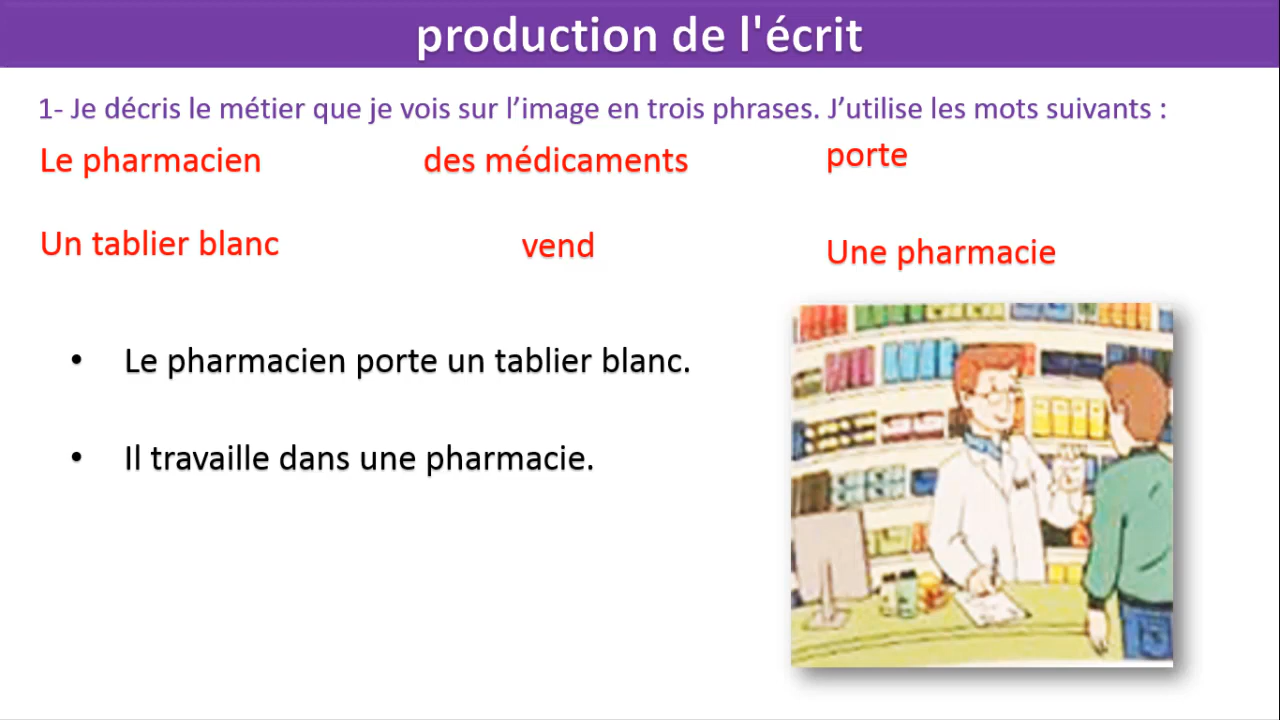 production de l'écrit
1- Je décris le métier que je vois sur l’image en trois phrases. J’utilise les mots suivants :
Le pharmacien des médicaments porte
Un tablier blanc vend Une pharmacie
• Le pharmacien porte un tablier blanc.
• Il travaille dans une pharmacie.